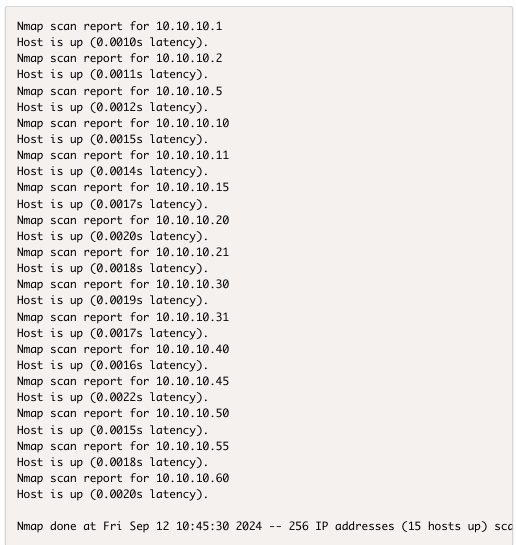 Nmap scan report for 10.10.10.1
Host is up (0.0010s latency).
Nmap scan report for 10.10.10.2
Host is up (0.0011s latency).
Nmap scan report for 10.10.10.5
Host is up (0.0012s latency).
Nmap scan report for 10.10.10.10
Host is up (0.0015s latency).
Nmap scan report for 10.10.10.11
Host is up (0.0014s latency).
Nmap scan report for 10.10.10.15
Host is up (0.0017s latency).
Nmap scan report for 10.10.10.20
Host is up (0.0020s latency).
Nmap scan report for 10.10.10.21
Host is up (0.0018s latency).
Nmap scan report for 10.10.10.30
Host is up (0.0019s latency).
Nmap scan report for 10.10.10.31
Host is up (0.0017s latency).
Nmap scan report for 10.10.10.40
Host is up (0.0016s latency).
Nmap scan report for 10.10.10.45
Host is up (0.0022s latency).
Nmap scan report for 10.10.10.50
Host is up (0.0015s latency).
Nmap scan report for 10.10.10.55
Host is up (0.0018s latency).
Nmap scan report for 10.10.10.60
Host is up (0.0020s latency).
Nmap done at Fri Sep 12 10:45:30 2024 -- 256 IP addresses (15 hosts up)